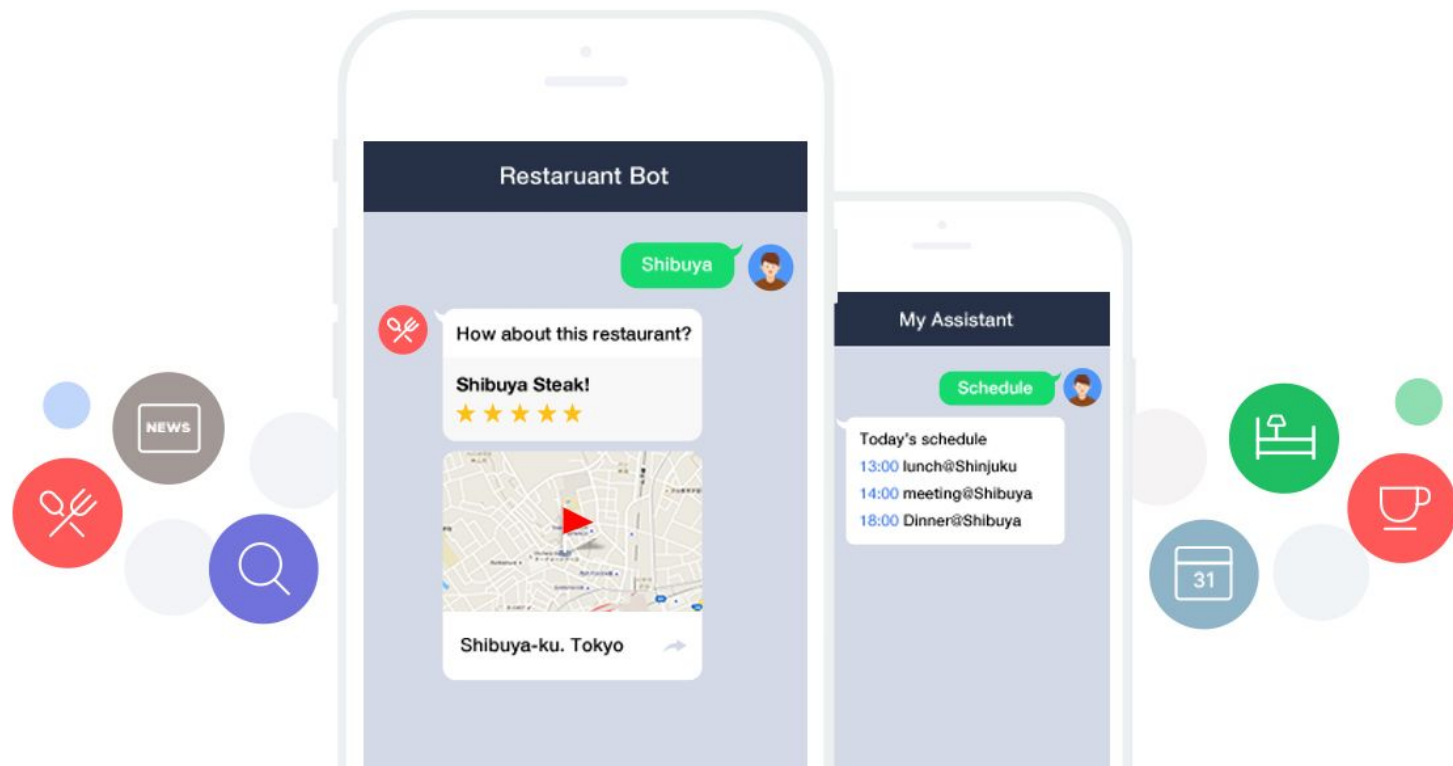 Restaruant Bot
Shibuya
How about this restaurant?
Shibuya Steak!
Shibuya-ku. Tokyo
My Assistant
Schedule
Today's schedule
13:00 lunch@Shinjuku
14:00 meeting@Shibuya
18:00 Dinner@Shibuya
NEWS
31